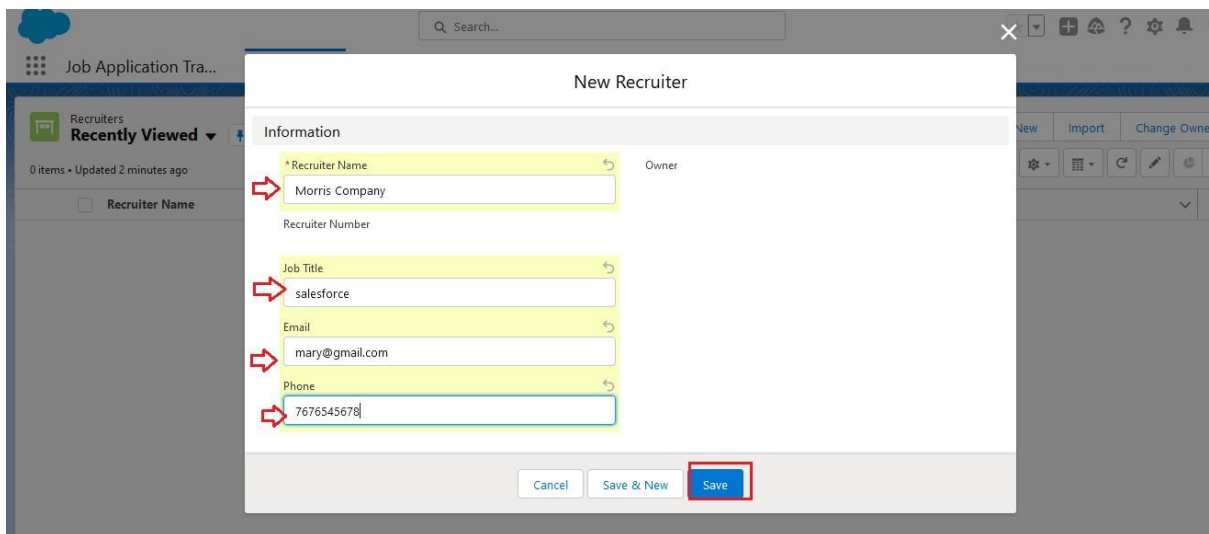 Search...
Job Application Tra...
New Recruiter
Recruiters
Recently Viewed
New Import Change Owne
0 items • Updated 2 minutes ago
Recruiter Name
Information
*Recruiter Name
Owner
Morris Company
Recruiter Number
Job Title
salesforce
Email
mary@gmail.com
Phone
7676545678
Cancel
Save & New
Save